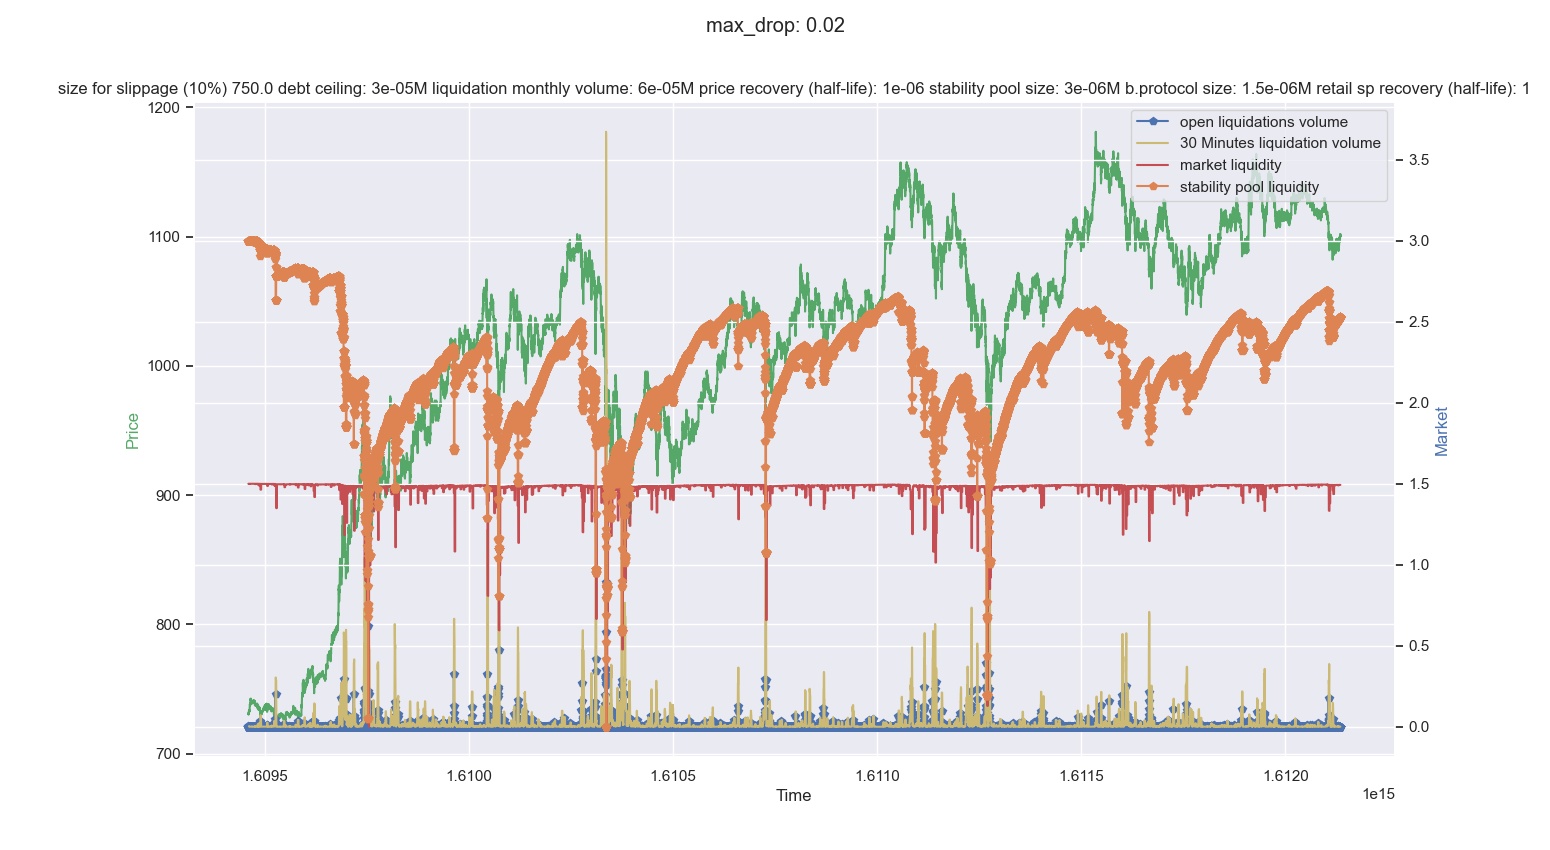 max_drop: 0.02
size for slippage (10%) 750.0 debt ceiling: 3e-05M liquidation monthly volume: 6e-05M price recovery (half-life): 1e-06 stability pool size: 3e-06M b.protocol size: 1.5e-06M retail sp recovery (half-life): 1
1200
1100
1000
900
800
700
Price
open liquidations volume
30 Minutes liquidation volume
market liquidity
stability pool liquidity
3.5
3.0
2.5
2.0
1.5
1.0
0.5
0.0
Market
1.6095
1.6100
1.6105
1.6110
1.6115
1.6120
Time
1e15